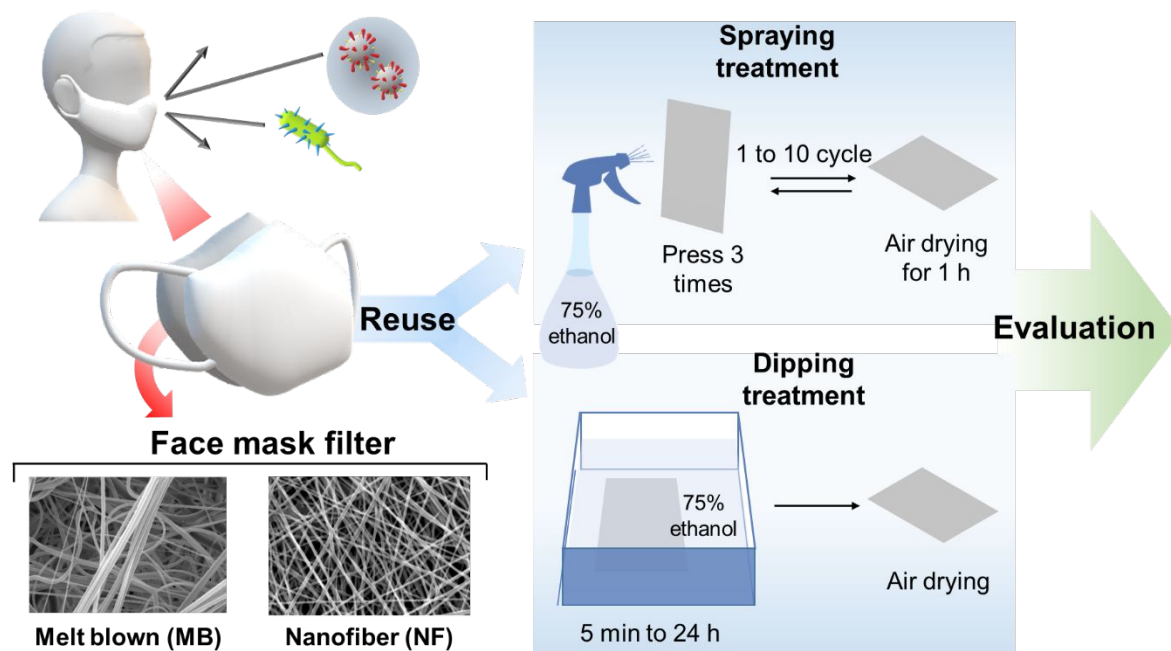 Reuse
Face mask filter
Melt blown (MB)
Nanofiber (NF)
Spraying
treatment
75%
ethanol
Press 3
times
1 to 10 cycle
Air drying
for 1 h
Dipping
treatment
75%
ethanol
5 min to 24 h
Air drying
Evaluation